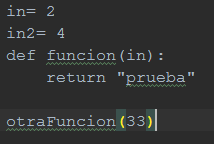 in= 2
in2= 4
def funcion(in):
    return "prueba"
otraFuncion(33)